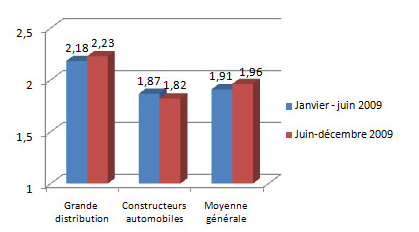 2,5
2
1,5
1
2,18 2,23
1,87 1,82
1,91 1,96
Grande
distribution
Constructeurs
automobiles
Moyenne
générale
Janvier - juin 2009
Juin-décembre 2009